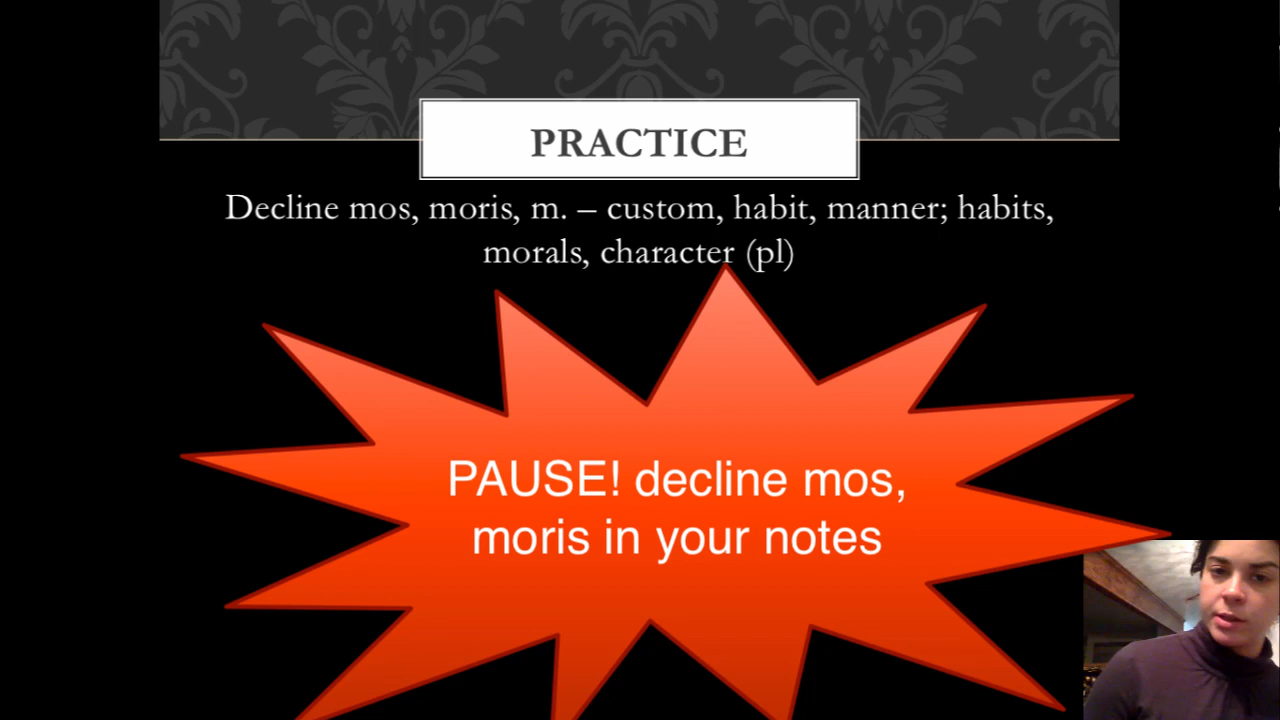 PRACTICE
Decline mos, moris, m. – custom, habit, manner; habits,
morals, character (pl)
PAUSE! decline mos,
moris in your notes